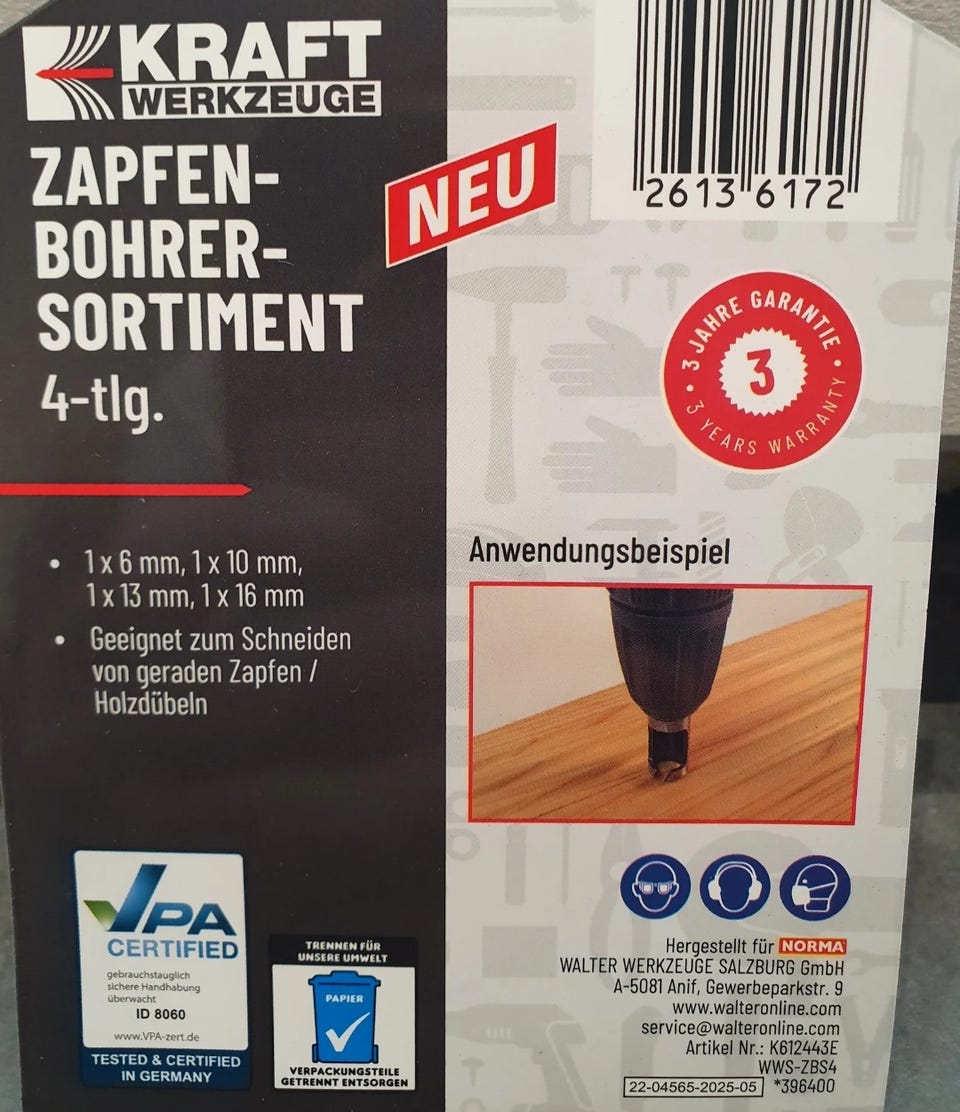 KRAFT
WERKZEUGE
ZAPFEN-
BOHRER-
SORTIMENT
4-tlg.
NEU
2613 6172
3 JAHRE GARANTIE
3
3 YEARS WARRANTY
• 1 x 6 mm, 1 x 10 mm,
1 x 13 mm, 1 x 16 mm
• Geeignet zum Schneiden
von geraden Zapfen /
Holzdübeln
Anwendungsbeispiel
VPA
CERTIFIED
gebrauchstauglich
sichere Handhabung
überwacht
ID 8060
www.VPA-zert.de
TESTED & CERTIFIED
IN GERMANY
TRENNEN FÜR
UNSERE UMWELT
PAPIER
VERPACKUNGSTEILE
GETRENNT ENTSORGEN
Hergestellt für NORMA
WALTER WERKZEUGE SALZBURG GmbH
A-5081 Anif, Gewerbeparkstr. 9
www.walteronline.com
service@walteronline.com
Artikel Nr.: K612443E
WWS-ZBS4
22-04565-2025-05 *396400